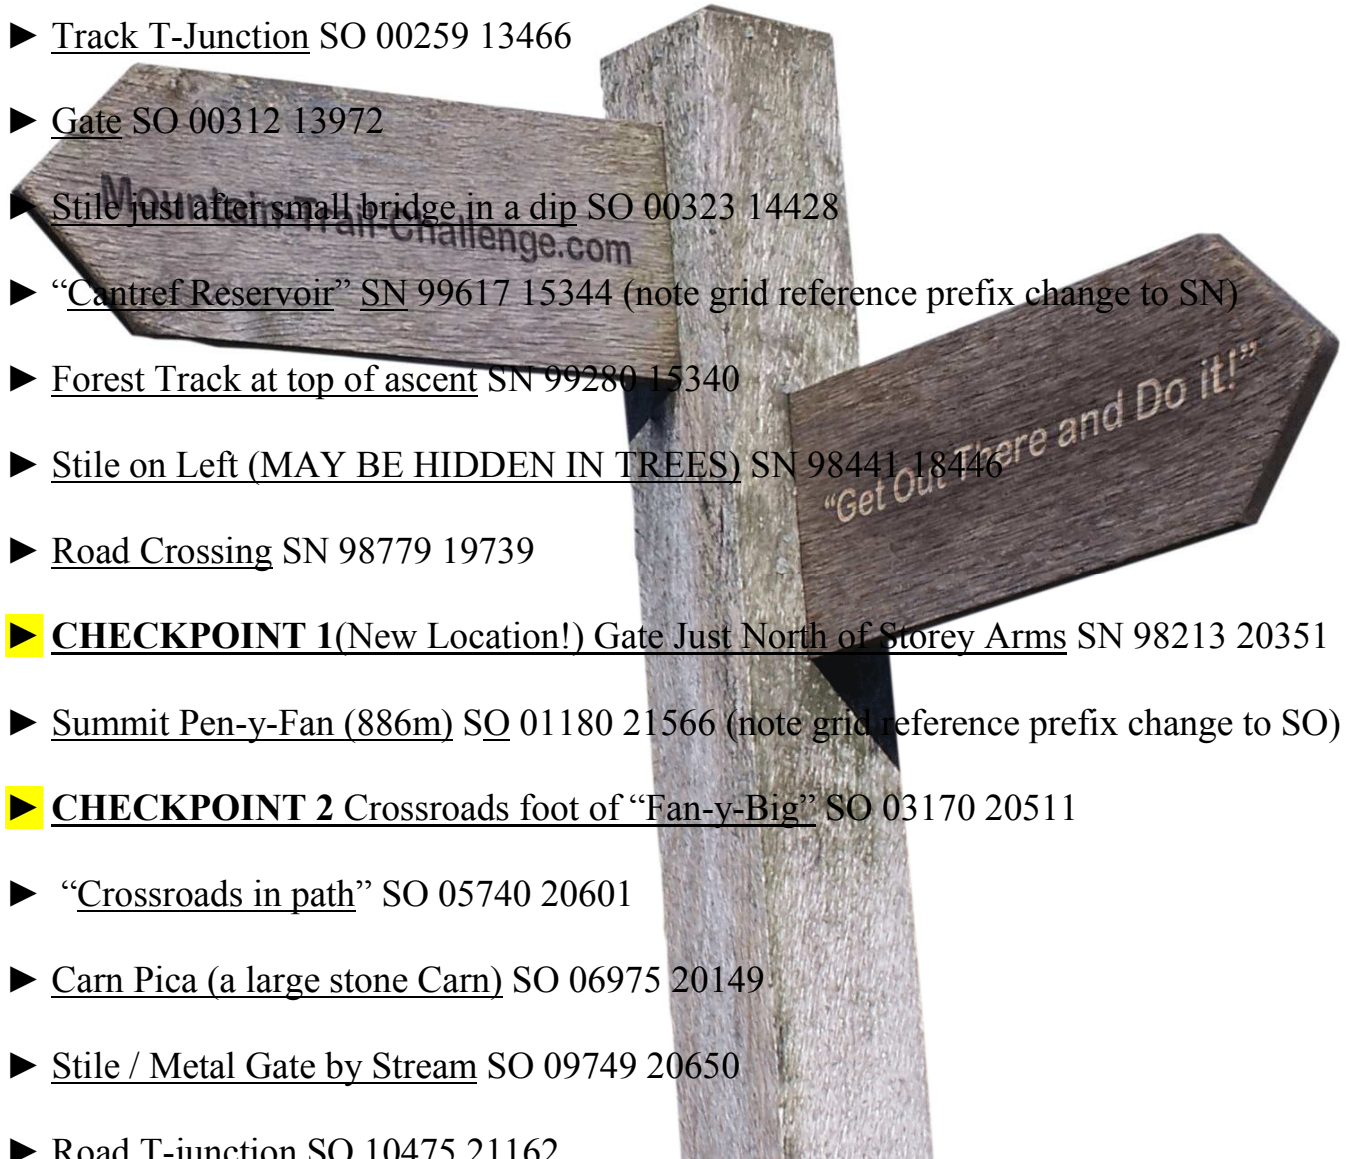 ► Track T-Junction SO 00259 13466
► Gate SO 00312 13972
► Stile just after small bridge in a dip SO 00323 14428
Mountain-Trail-Challenge.com
► “Cantref Reservoir” SN 99617 15344 (note grid reference prefix change to SN)
► Forest Track at top of ascent SN 99280 15340
“Get Out There and Do it!”
► Stile on Left (MAY BE HIDDEN IN TREES) SN 98441 18446
► Road Crossing SN 98779 19739
► CHECKPOINT 1(New Location!) Gate Just North of Storey Arms SN 98213 20351
► Summit Pen-y-Fan (886m) SO 01180 21566 (note grid reference prefix change to SO)
► CHECKPOINT 2 Crossroads foot of “Fan-y-Big” SO 03170 20511
► “Crossroads in path” SO 05740 20601
► Carn Pica (a large stone Carn) SO 06975 20149
► Stile / Metal Gate by Stream SO 09749 20650
► Road T-junction SO 10475 21162